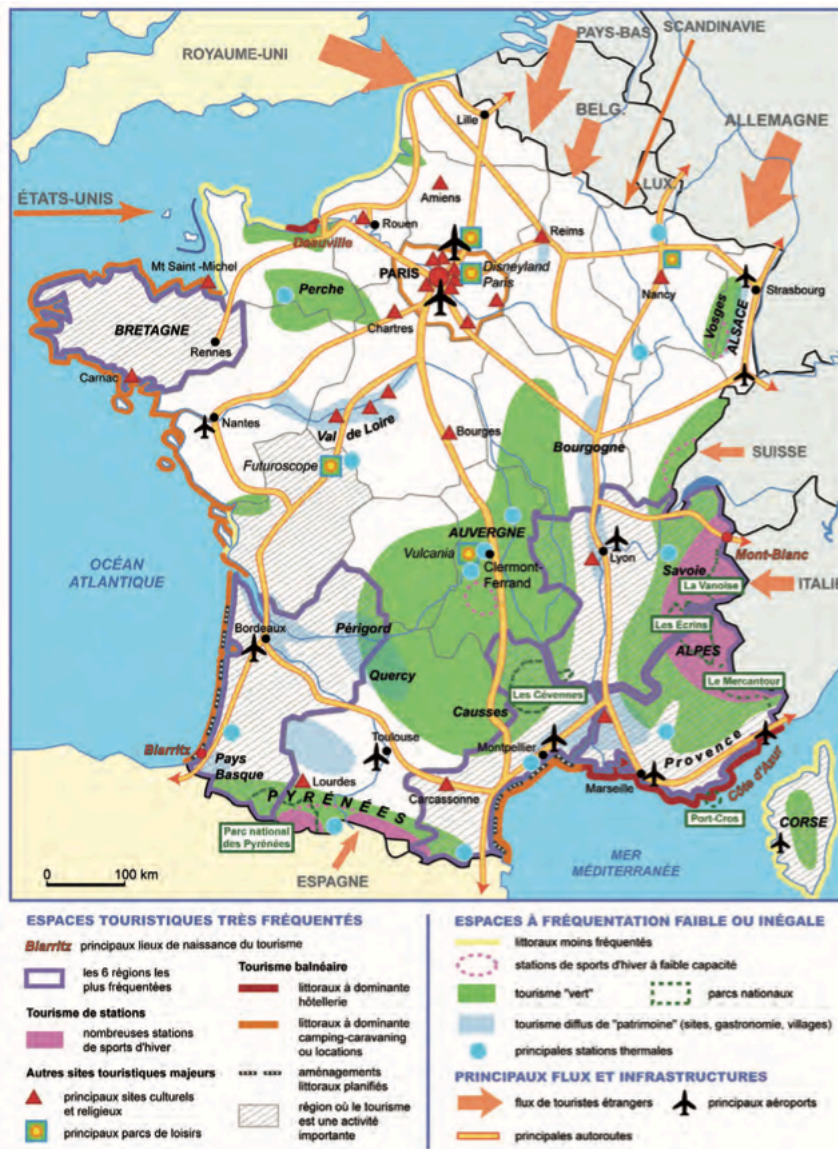 ROYAUME-UNI
PAYS-BAS
SCANDINAVIE
BELG.
ALLEMAGNE
Lille
LUX.
ÉTATS-UNIS
Amiens
Rouen
Deauville
Reims
Mt Saint -Michel
PARIS
Disneyland
Paris
Nancy
Strasbourg
Perche
Vosges
ALSACE
BRETAGNE
Rennes
Chartres
Carnac
Nantes
Val de Loire
Bourges
Bourgogne
Futuroscope
SUISSE
OCÉAN
ATLANTIQUE
AUVERGNE
Vulcania
Clermont-
Ferrand
Lyon
Mont-Blanc
Savoie
La Vanoise
ITALIE
Les Ecrins
ALPES
Bordeaux
Périgord
Quercy
Les Cévennes
Le Mercantour
Causses
Biarritz
Pays
Basque
Toulouse
Montpellier
Provence
Lourdes
Marseille
Côte d'Azur
PYRÉNÉES
Carcassonne
Port-Cros
CORSE
Parc national
des Pyrénées
ESPAGNE
MER
MÉDITERRANÉE
0 100 km
ESPACES TOURISTIQUES TRÈS FRÉQUENTÉS
Biarritz principaux lieux de naissance du tourisme
les 6 régions les
plus fréquentées
Tourisme de stations
nombreuses stations
de sports d'hiver
Autres sites touristiques majeurs
principaux sites culturels
et religieux
principaux parcs de loisirs
Tourisme balnéaire
littoraux à dominante
hôtellerie
littoraux à dominante
camping-caravaning
ou locations
aménagements
littoraux planifiés
région où le tourisme
est une activité
importante
ESPACES À FRÉQUENTATION FAIBLE OU INÉGALE
littoraux moins fréquentés
stations de sports d'hiver à faible capacité
tourisme "vert"
parcs nationaux
tourisme diffus de "patrimoine" (sites, gastronomie, villages)
principales stations thermales
PRINCIPAUX FLUX ET INFRASTRUCTURES
flux de touristes étrangers
principaux aéroports
principales autoroutes